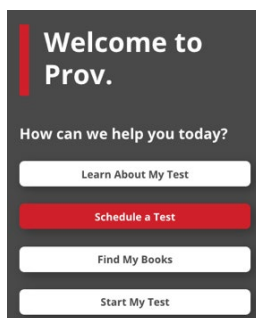 Welcome to
Prov.
How can we help you today?
Learn About My Test
Schedule a Test
Find My Books
Start My Test